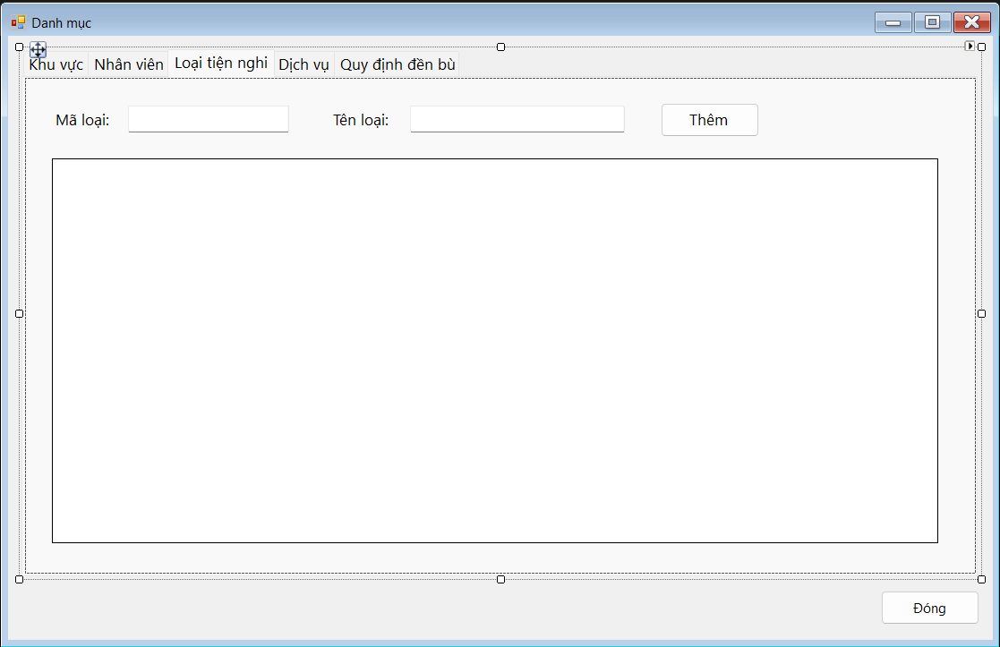 Danh mục
Khu vực Nhân viên Loại tiện nghi Dịch vụ Quy định đền bù
Mã loại: Tên loại: Thêm
Đóng